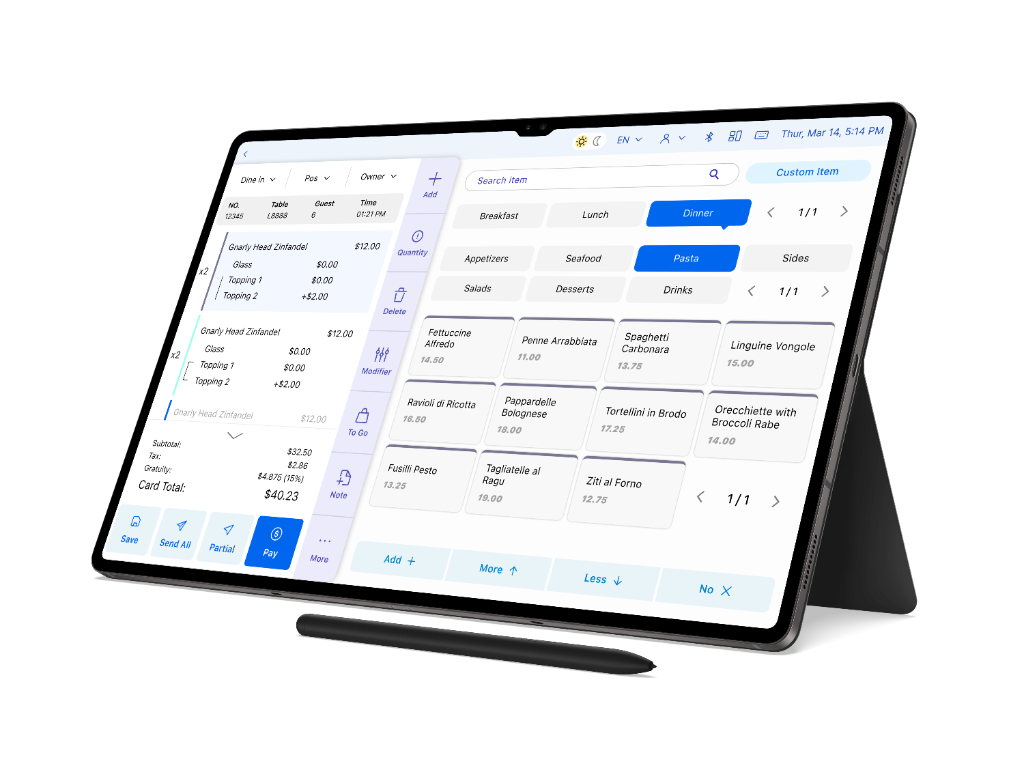 EN
Thur, Mar 14, 5:14 PM
Dine in Pos Owner
NO. Table Guest Time
12345 L8888 6 01:21 PM
x2
Gnarly Head Zinfandel $12.00
Glass $0.00
Topping 1 $0.00
Topping 2 +$2.00
x2
Gnarly Head Zinfandel $12.00
Glass $0.00
Topping 1 $0.00
Topping 2 +$2.00
Gnarly Head Zinfandel $12.00
Subtotal: $32.50
Tax: $2.86
Gratuity: $4.875 (15%)
Card Total: $40.23
Save
Send All
Partial
Pay
Add
Quantity
Delete
Modifier
To Go
Note
More
Search item
Custom Item
Breakfast Lunch Dinner 1/1
Appetizers Seafood Pasta Sides
Salads Desserts Drinks 1/1
Fettuccine
Alfredo
14.50
Penne Arrabbiata
11.00
Spaghetti
Carbonara
13.75
Linguine Vongole
15.00
Ravioli di Ricotta
16.50
Pappardelle
Bolognese
18.00
Tortellini in Brodo
17.25
Orecchiette with
Broccoli Rabe
14.00
Fusilli Pesto
13.25
Tagliatelle al
Ragu
19.00
Ziti al Forno
12.75
1/1
Add + More ↑ Less ↓ No X